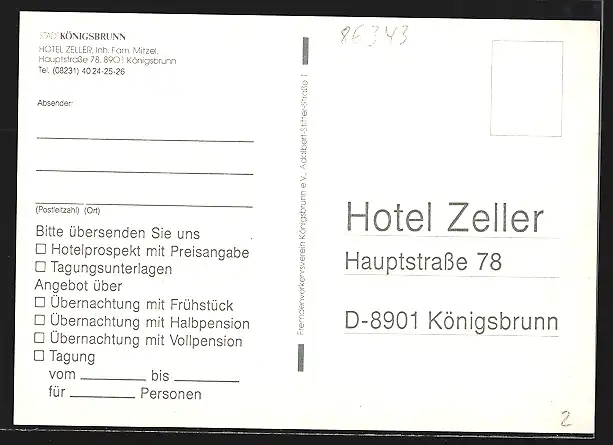 STADT KÖNIGSBRUNN
HOTEL ZELLER, Inh. Fam. Mitzel,
Hauptstraße 78, 8901 Königsbrunn
Tel. (08231) 40 24-25-26
Absender:
(Postleitzahl) (Ort)
Bitte übersenden Sie uns
☐ Hotelprospekt mit Preisangabe
☐ Tagungsunterlagen
Angebot über
☐ Übernachtung mit Frühstück
☐ Übernachtung mit Halbpension
☐ Übernachtung mit Vollpension
☐ Tagung
vom ________ bis ________
für ________ Personen
Fremdenverkehrsverein Königsbrunn e.V., Adalbert-Stifter-Straße 1
86343
Hotel Zeller
Hauptstraße 78
D-8901 Königsbrunn
2